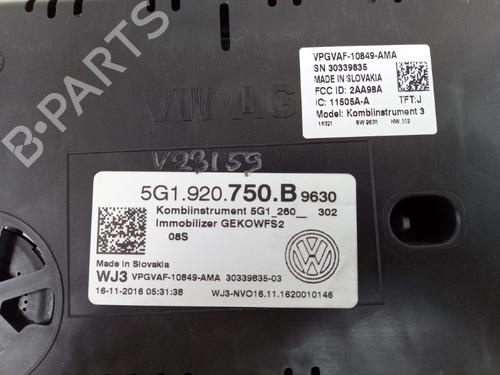 VPGVAF-10849-AMA
SN 30339835
MADE IN SLOVAKIA
FCC ID: 2AA98A
IC: 11505A-A TFT:J
Model: Kombiinstrument 3
16321 SW 9630 HW 302
VW AG
V23159
5G1.920.750.B 9630
Kombiinstrument 5G1_260__ 302
Immobilizer GEKOWFS2
08S
Made in Slovakia
WJ3 VPGVAF-10849-AMA 30339835-03
16-11-2016 05:31:38 WJ3-NVO16.11.1620010146
B-PARTS